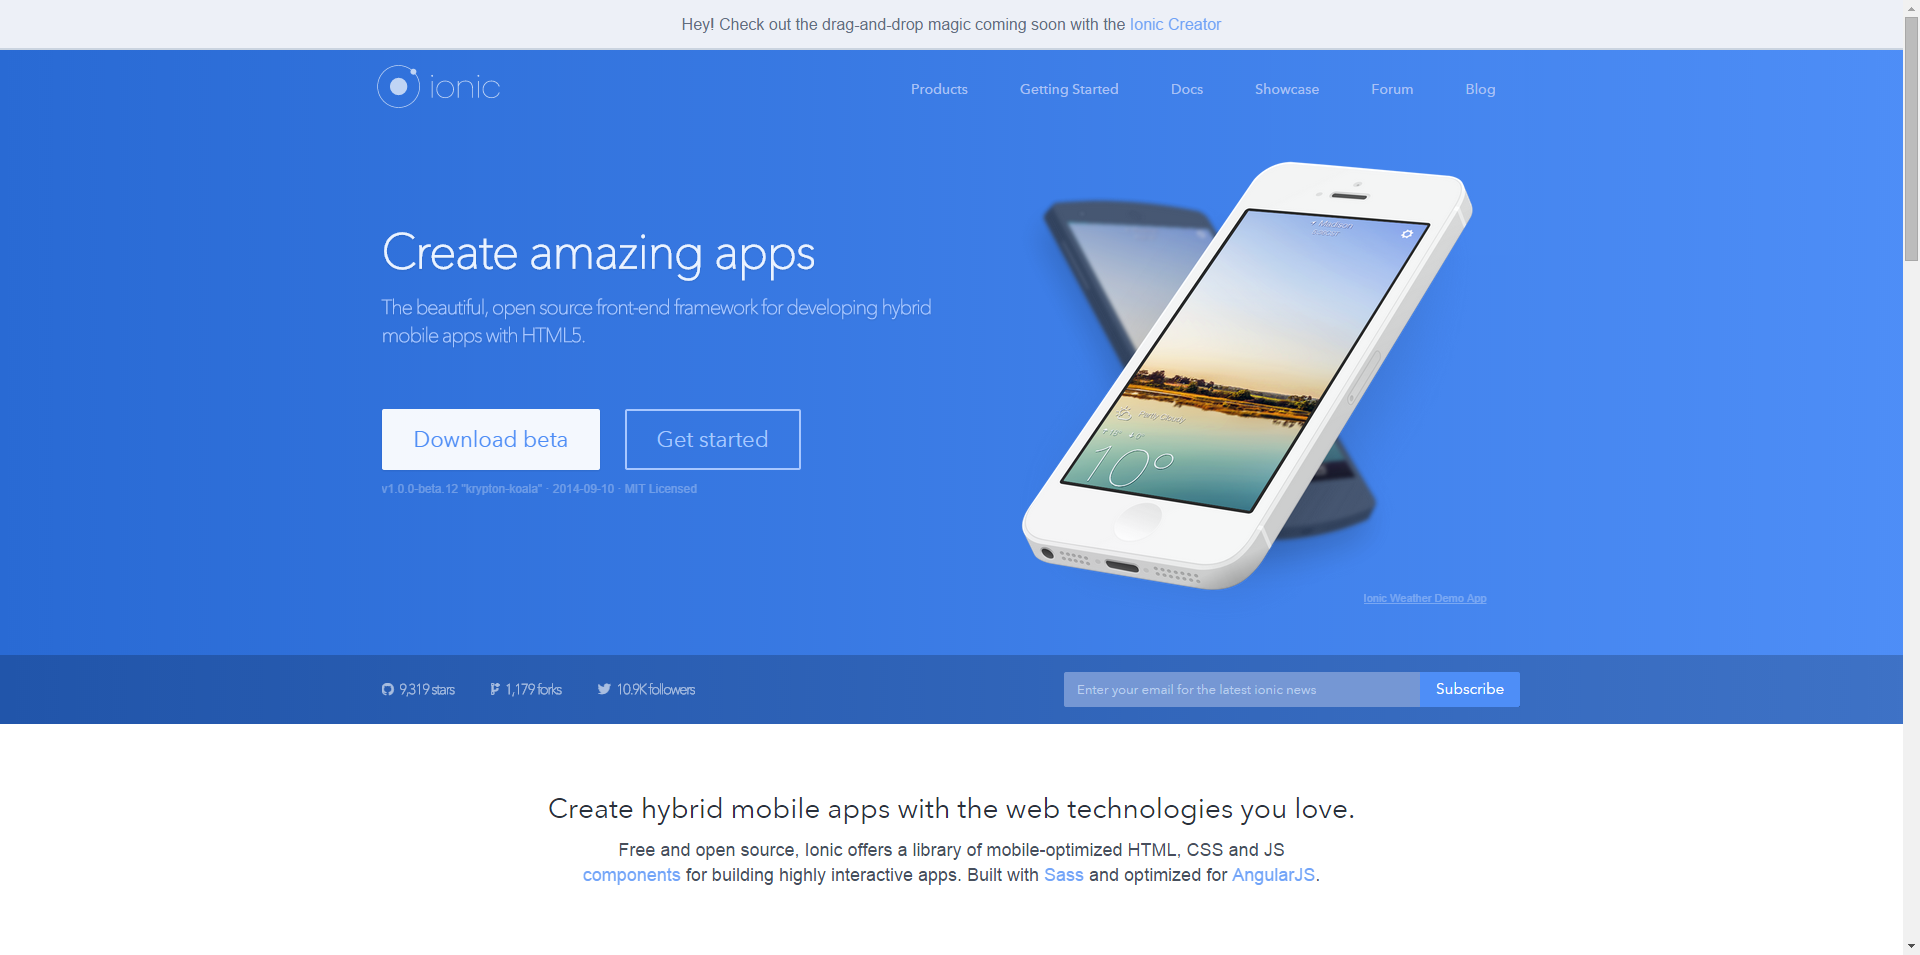 Hey! Check out the drag-and-drop magic coming soon with the Ionic Creator
ionic
Products
Getting Started
Docs
Showcase
Forum
Blog
Create amazing apps
The beautiful, open source front-end framework for developing hybrid
mobile apps with HTML5.
Download beta
Get started
v1.0.0-beta.12 "krypton-koala" · 2014-09-10 · MIT Licensed
Madison
Partly Cloudy
10°
Ionic Weather Demo App
9,319 stars
1,179 forks
10.9K followers
Enter your email for the latest ionic news
Subscribe
Create hybrid mobile apps with the web technologies you love.
Free and open source, Ionic offers a library of mobile-optimized HTML, CSS and JS
components for building highly interactive apps. Built with Sass and optimized for AngularJS.